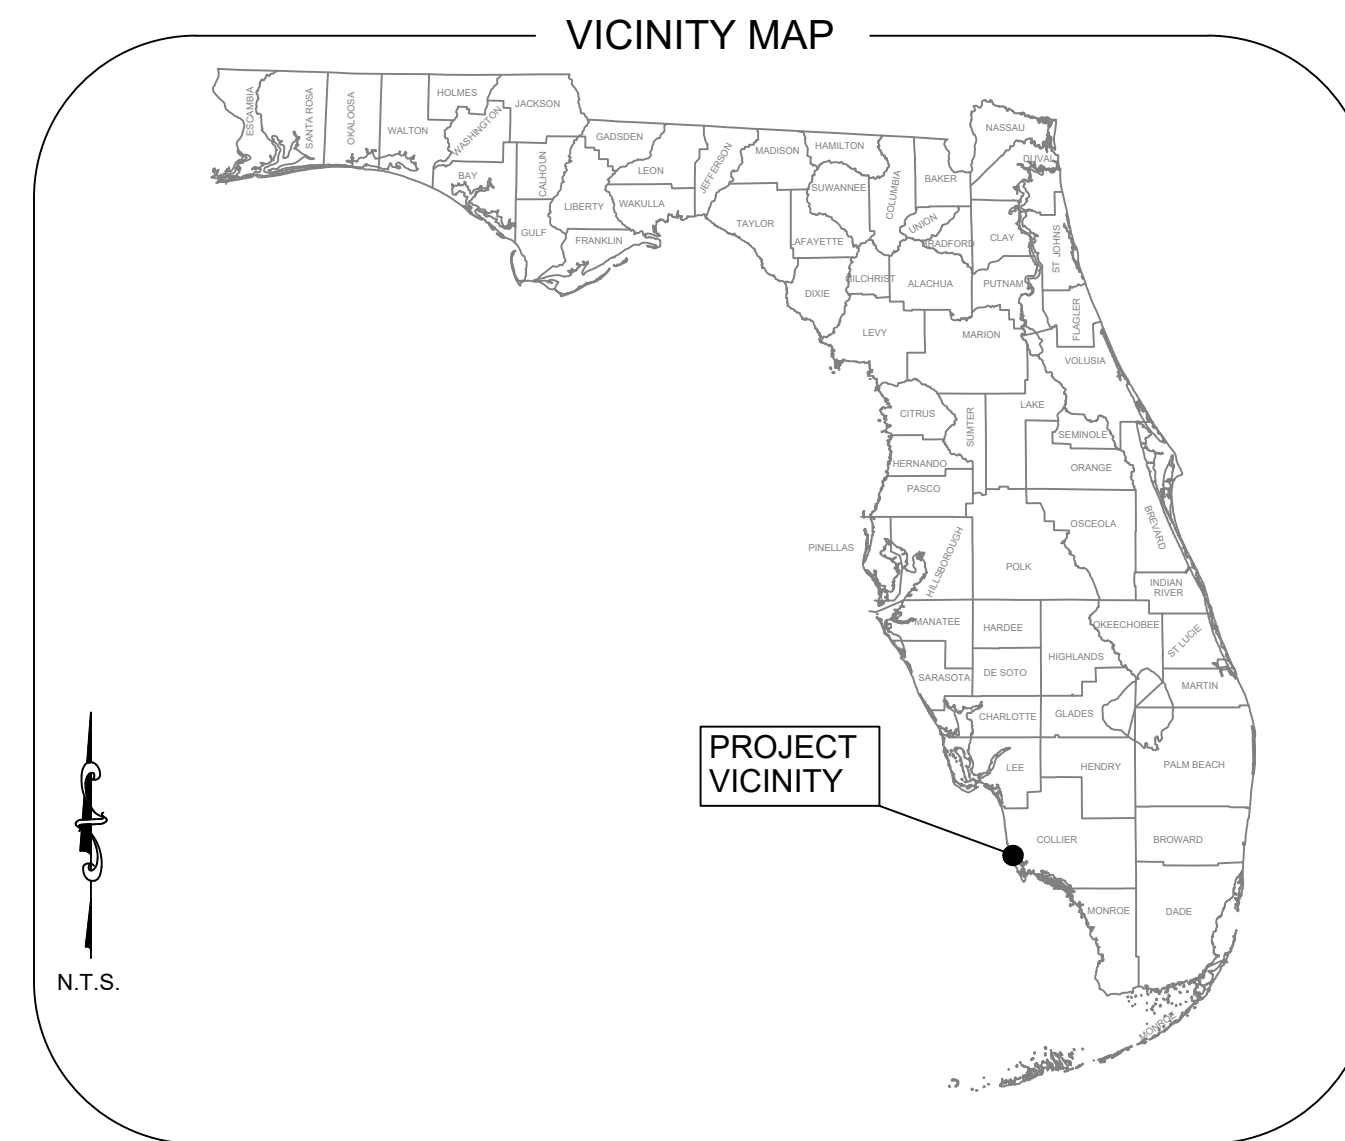 VICINITY MAP
ESCAMBIA
SANTA ROSA
OKALOOSA
WALTON
HOLMES
WASHINGTON
JACKSON
BAY
CALHOUN
GULF
GADSDEN
LIBERTY
FRANKLIN
LEON
WAKULLA
JEFFERSON
MADISON
TAYLOR
HAMILTON
SUWANNEE
LAFAYETTE
DIXIE
COLUMBIA
GILCHRIST
LEVY
BAKER
UNION
BRADFORD
ALACHUA
NASSAU
DUVAL
CLAY
ST JOHNS
PUTNAM
FLAGLER
MARION
VOLUSIA
CITRUS
SUMTER
LAKE
SEMINOLE
HERNANDO
ORANGE
PASCO
PINELLAS
HILLSBOROUGH
POLK
OSCEOLA
BREVARD
INDIAN
RIVER
MANATEE
HARDEE
HIGHLANDS
OKEECHOBEE
ST LUCIE
SARASOTA
DE SOTO
MARTIN
CHARLOTTE
GLADES
LEE
HENDRY
PALM BEACH
PROJECT
VICINITY
COLLIER
BROWARD
MONROE
DADE
MONROE
N.T.S.